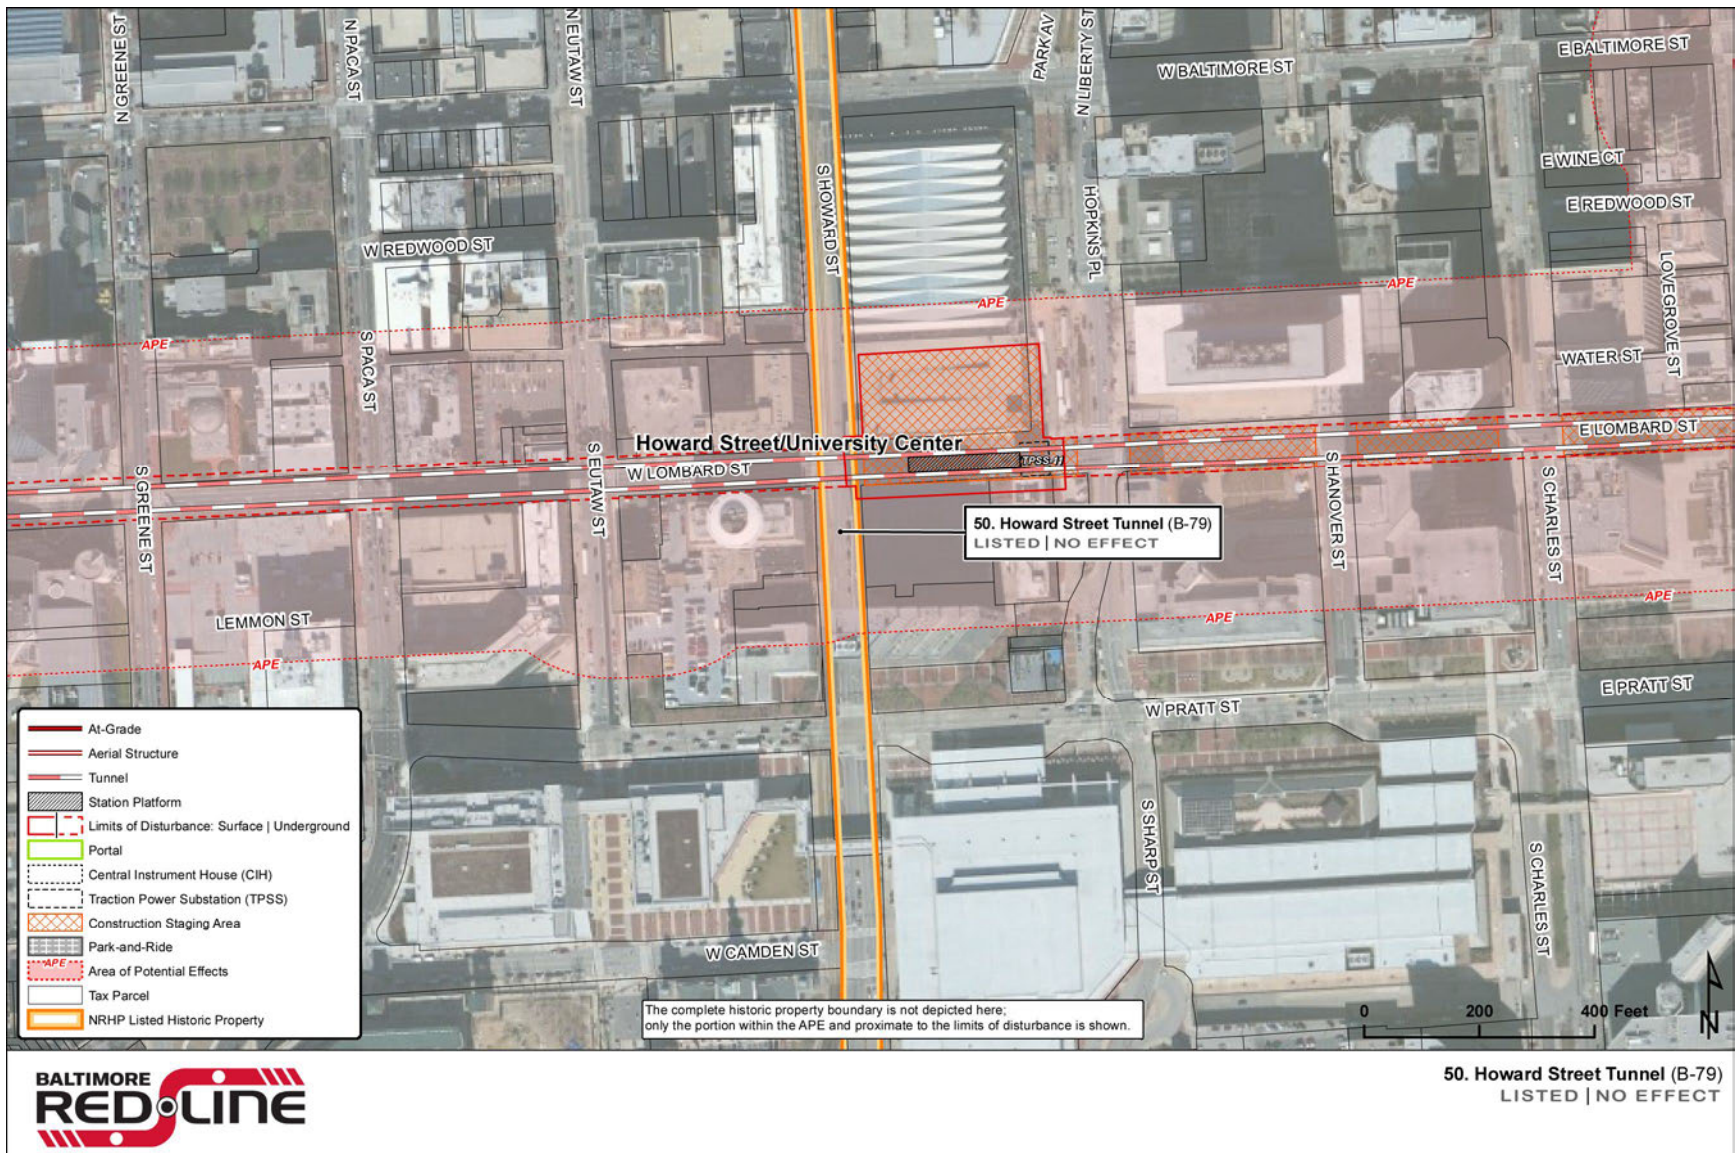 N GREENE ST
N PACA ST
N EUTAW ST
PARK AV
N LIBERTY ST
W BALTIMORE ST
E BALTIMORE ST
E WINE CT
E REDWOOD ST
S HOWARD ST
HOPKINS PL
W REDWOOD ST
LOVEGROVE ST
APE
APE
APE
S PACA ST
WATER ST
Howard Street/University Center
E LOMBARD ST
W LOMBARD ST
TPSS 11
S GREENE ST
S EUTAW ST
S HANOVER ST
S CHARLES ST
50. Howard Street Tunnel (B-79)
LISTED | NO EFFECT
LEMMON ST
APE
APE
APE
E PRATT ST
W PRATT ST
S SHARP ST
S CHARLES ST
W CAMDEN ST
At-Grade
Aerial Structure
Tunnel
Station Platform
Limits of Disturbance: Surface | Underground
Portal
Central Instrument House (CIH)
Traction Power Substation (TPSS)
Construction Staging Area
Park-and-Ride
APE
Area of Potential Effects
Tax Parcel
NRHP Listed Historic Property
The complete historic property boundary is not depicted here;
only the portion within the APE and proximate to the limits of disturbance is shown.
0 200 400 Feet
N
BALTIMORE
RED LINE
50. Howard Street Tunnel (B-79)
LISTED | NO EFFECT